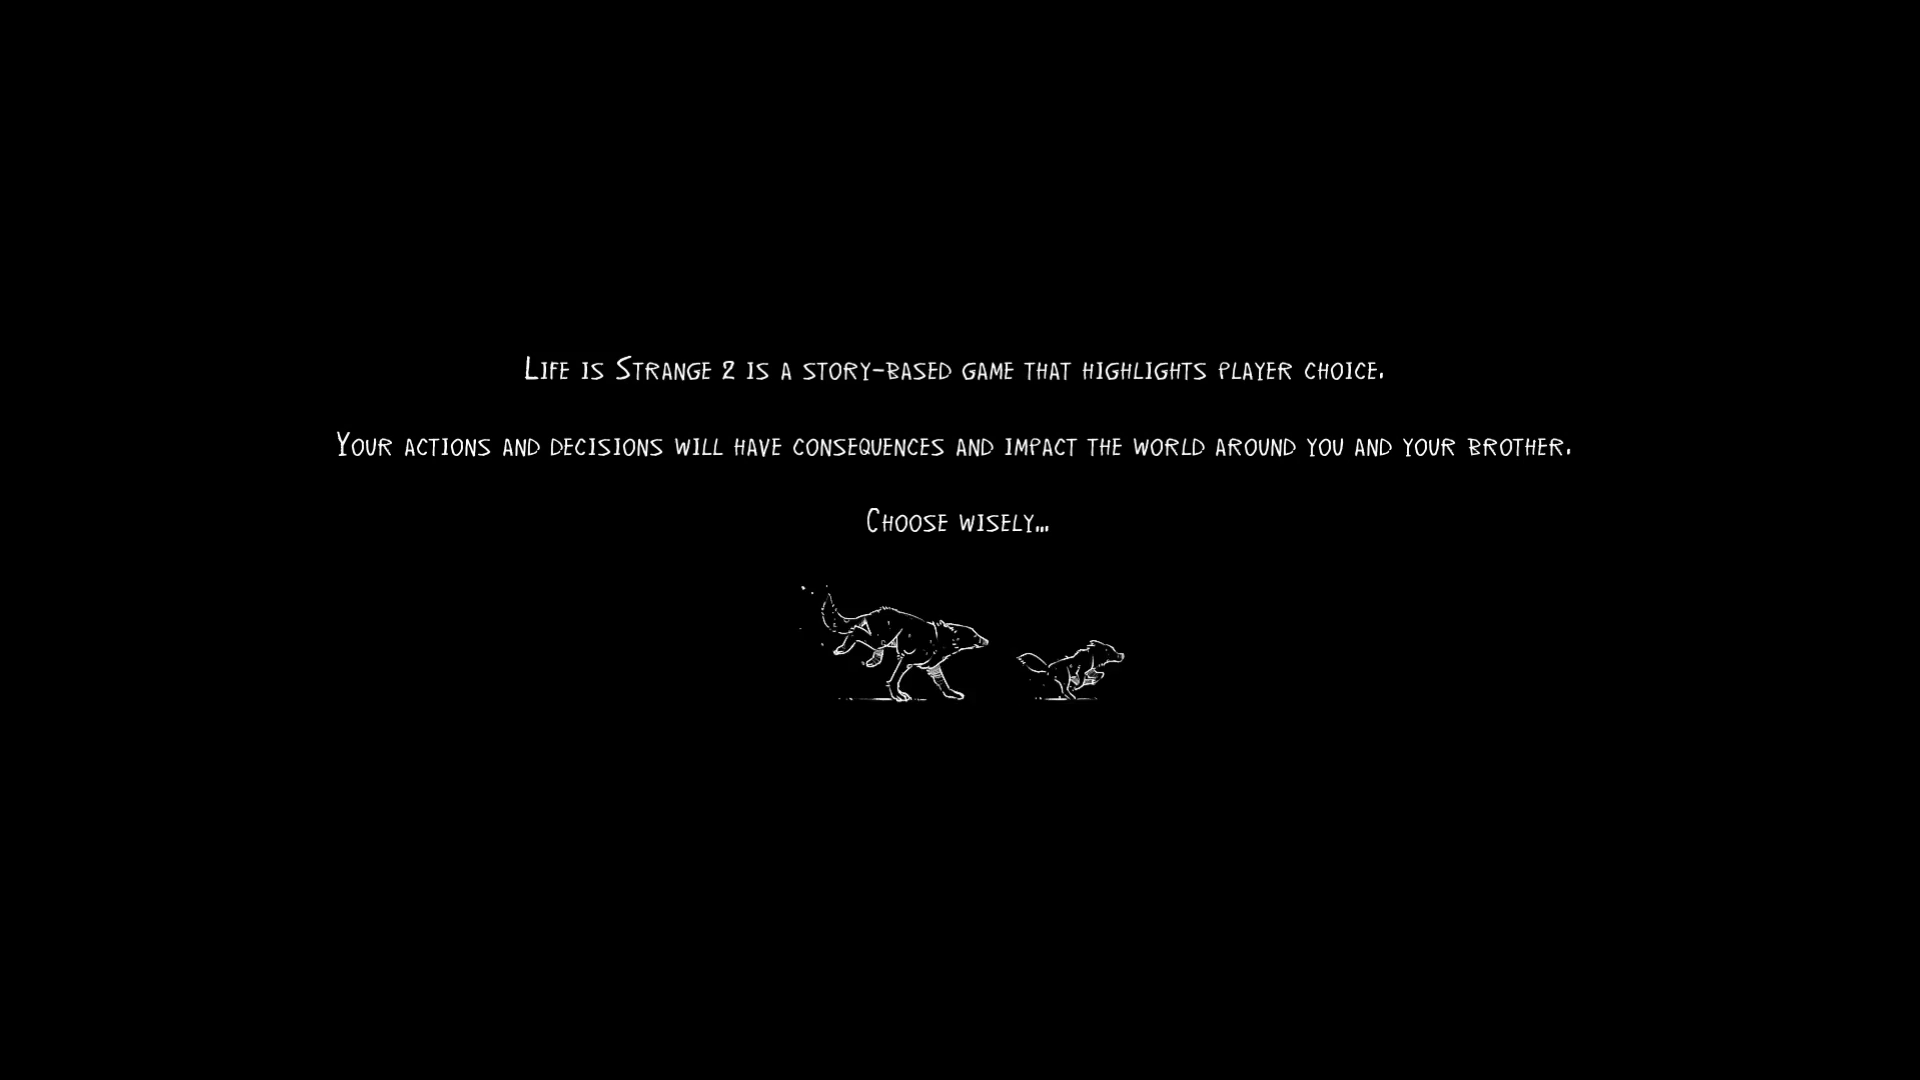 Life is Strange 2 is a story-based game that highlights player choice.
Your actions and decisions will have consequences and impact the world around you and your brother.
Choose wisely...